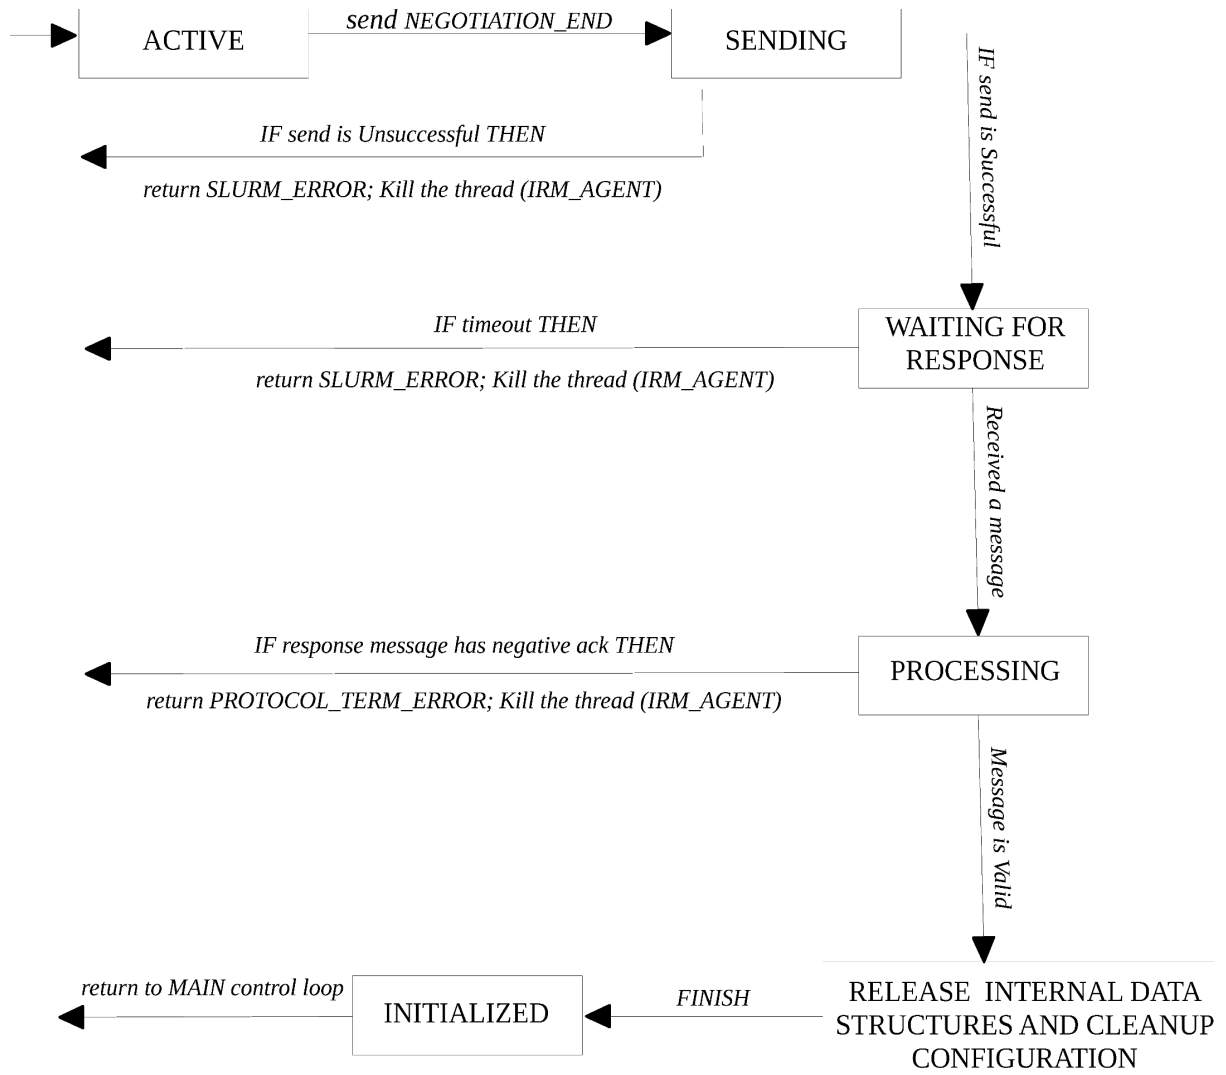 send NEGOTIATION_END
ACTIVE
SENDING
IF send is Successful
IF send is Unsuccessful THEN
return SLURM_ERROR; Kill the thread (IRM_AGENT)
WAITING FOR
RESPONSE
IF timeout THEN
return SLURM_ERROR; Kill the thread (IRM_AGENT)
Received a message
IF response message has negative ack THEN
PROCESSING
return PROTOCOL_TERM_ERROR; Kill the thread (IRM_AGENT)
Message is Valid
RELEASE  INTERNAL DATA
STRUCTURES AND CLEANUP
CONFIGURATION
FINISH
INITIALIZED
return to MAIN control loop